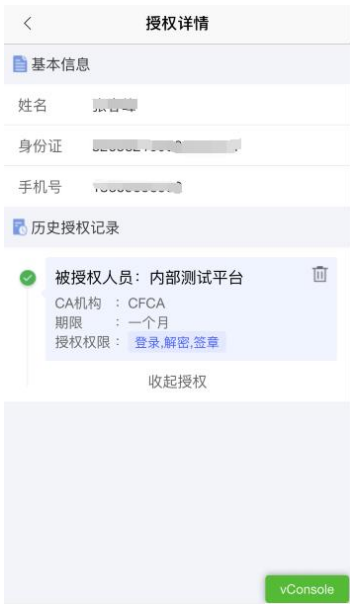 授权详情
基本信息
姓名
身份证
手机号
历史授权记录
被授权人员：内部测试平台
CA机构 ：CFCA
期限 ：一个月
授权权限： 登录,解密,签章
收起授权
vConsole